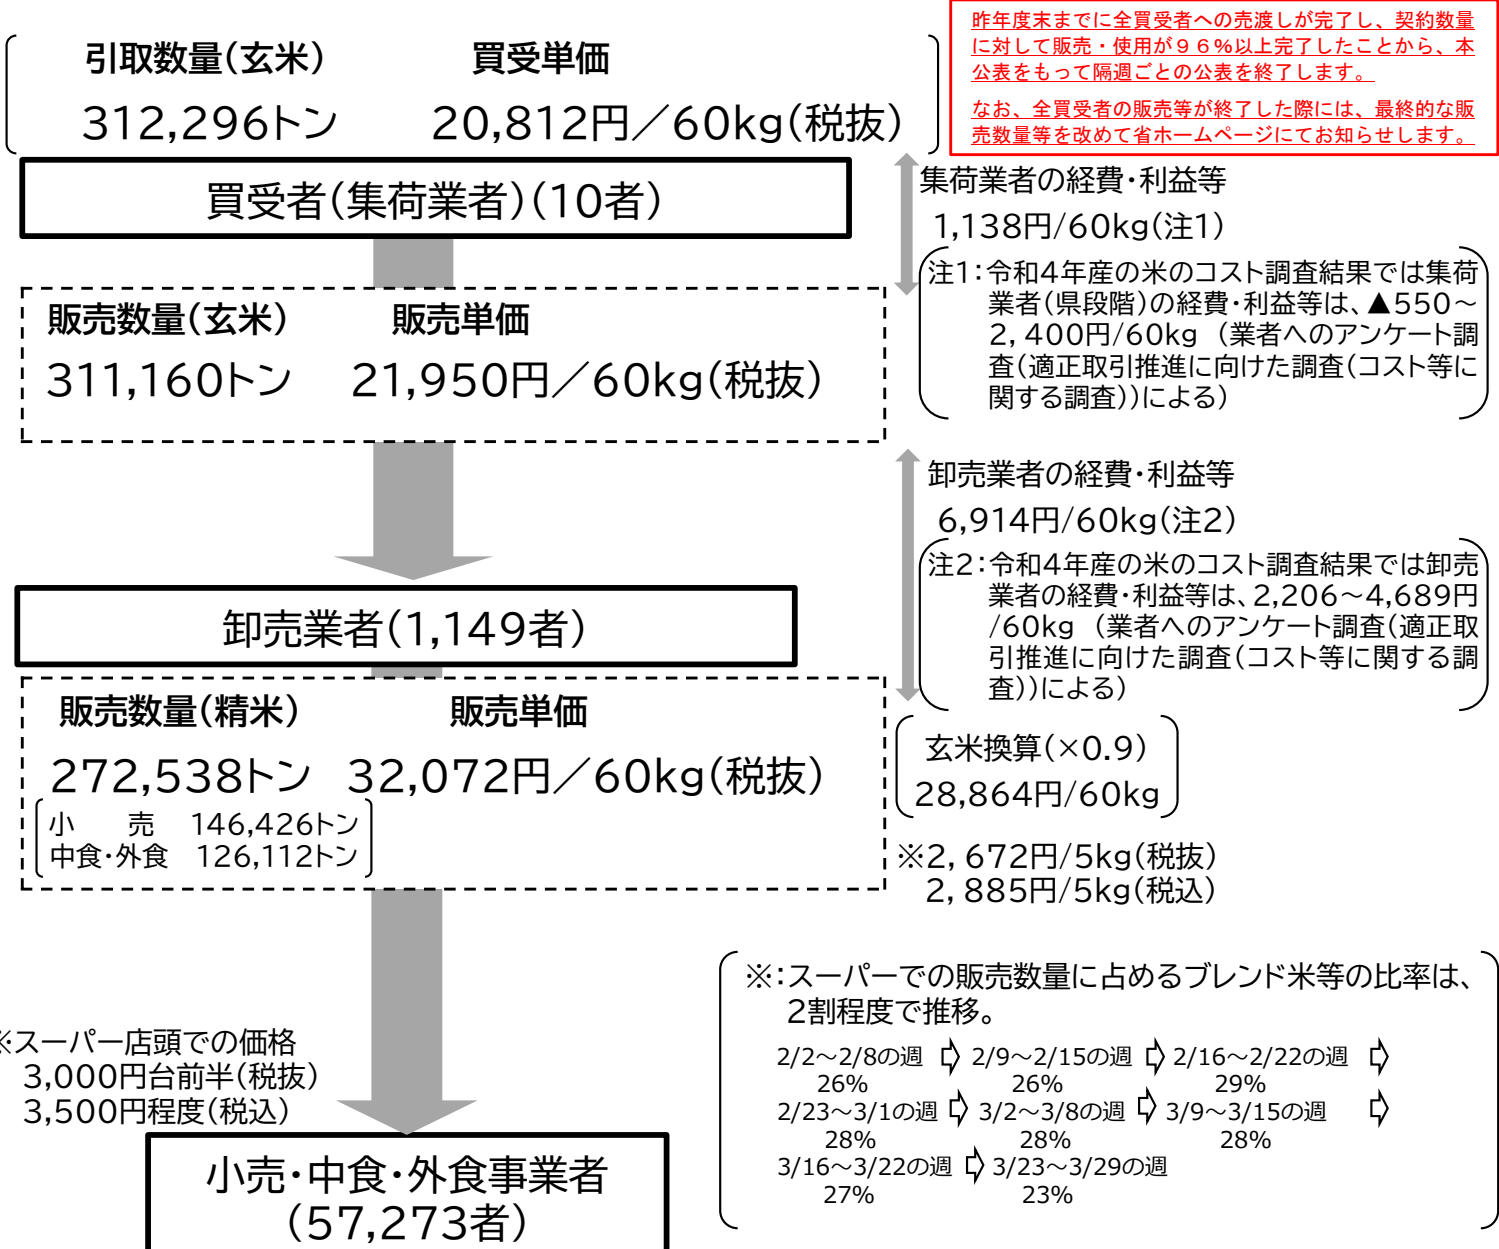 昨年度末までに全買受者への売渡しが完了し、契約数量
に対して販売・使用が９６％以上完了したことから、本
公表をもって隔週ごとの公表を終了します。
なお、全買受者の販売等が終了した際には、最終的な販
売数量等を改めて省ホームページにてお知らせします。
引取数量(玄米)　買受単価
312,296トン　20,812円／60kg(税抜)
買受者(集荷業者)(10者)
集荷業者の経費・利益等
1,138円/60kg(注1)
注1：令和4年産の米のコスト調査結果では集荷
業者(県段階)の経費・利益等は、▲550～
2,400円/60kg （業者へのアンケート調
査(適正取引推進に向けた調査(コスト等に
関する調査))による）
販売数量(玄米)　販売単価
311,160トン　21,950円／60kg(税抜)
卸売業者の経費・利益等
6,914円/60kg(注2)
注2：令和4年産の米のコスト調査結果では卸売
業者の経費・利益等は、2,206～4,689円
/60kg （業者へのアンケート調査(適正取
引推進に向けた調査(コスト等に関する調
査))による）
卸売業者(1,149者)
販売数量(精米)　販売単価
272,538トン　32,072円／60kg(税抜)
小　売　146,426トン
中食・外食　126,112トン
玄米換算(×0.9)
28,864円/60kg
※2,672円/5kg(税抜)
2,885円/5kg(税込)
※スーパー店頭での価格
3,000円台前半(税抜)
3,500円程度(税込)
小売・中食・外食事業者
(57,273者)
※：スーパーでの販売数量に占めるブレンド米等の比率は、
2割程度で推移。
2/2～2/8の週 ⇨ 2/9～2/15の週 ⇨ 2/16～2/22の週 ⇨
26%　26%　29%
2/23～3/1の週 ⇨ 3/2～3/8の週 ⇨ 3/9～3/15の週 ⇨
28%　28%　28%
3/16～3/22の週 ⇨ 3/23～3/29の週
27%　23%